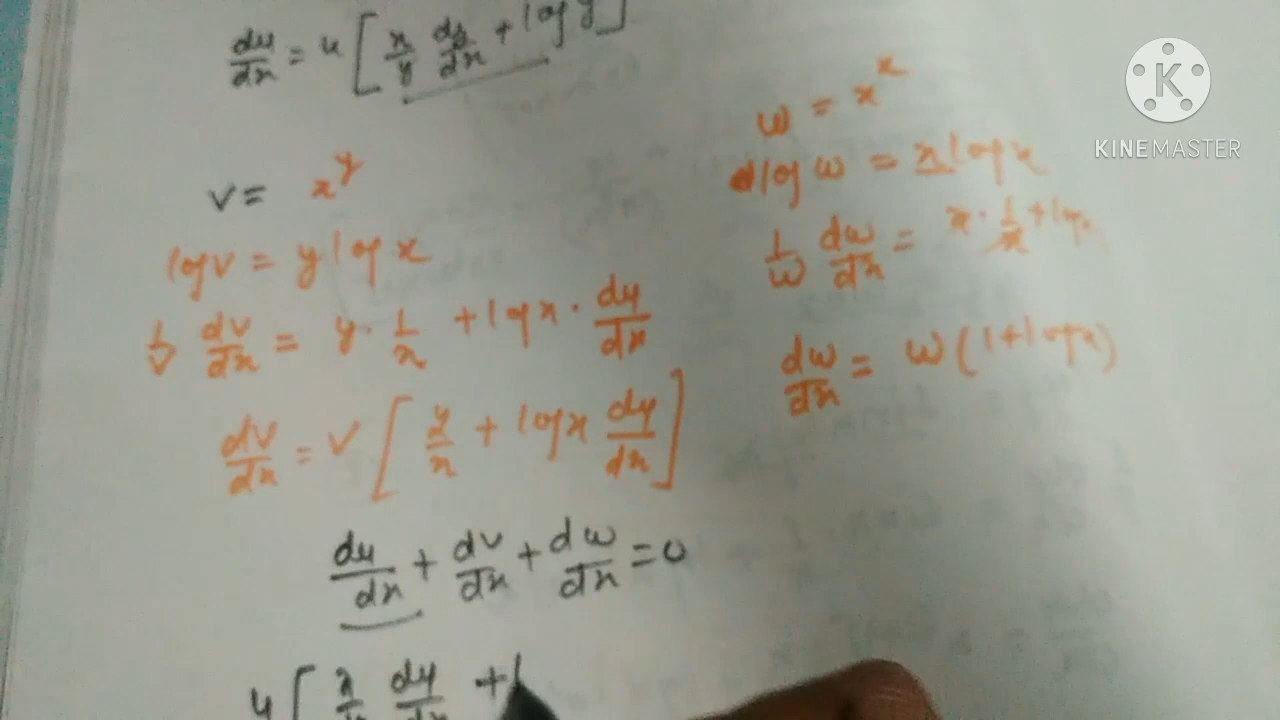 du/dx = u [ x/y dy/dx + log y ]
v = x^y
log v = y log x
1/v dv/dx = y · 1/x + log x · dy/dx
dv/dx = v [ y/x + log x dy/dx ]
w = x^x
d log w = x log x
1/w dw/dx = x · 1/x + log x
dw/dx = w (1 + log x)
du/dx + dv/dx + dw/dx = 0
u [ x/y dy/dx +
K
KINEMASTER